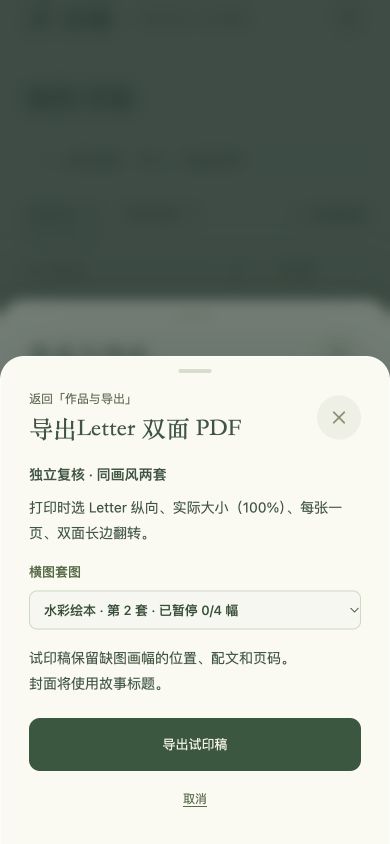 返回「作品与导出」
导出Letter 双面 PDF
独立复核 · 同画风两套
打印时选 Letter 纵向、实际大小（100%）、每张一
页、双面长边翻转。
横图套图
水彩绘本 · 第 2 套 · 已暂停 0/4 幅
试印稿保留缺图画幅的位置、配文和页码。
封面将使用故事标题。
导出试印稿
取消